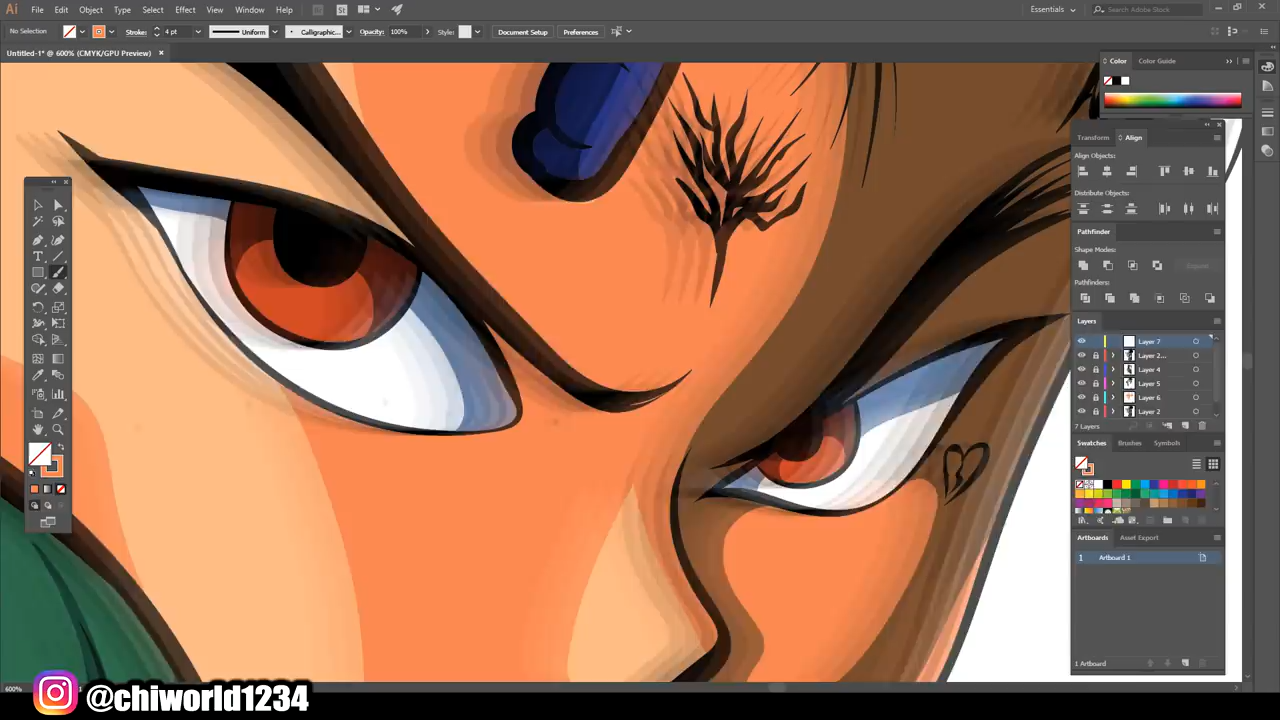 Ai File Edit Object Type Select Effect View Window Help Br St Essentials Search Adobe Stock
No Selection Stroke: 4 pt Uniform Calligraphic... Opacity: 100% Style: Document Setup Preferences
Untitled-1* @ 600% (CMYK/GPU Preview)
Color Color Guide
Transform Align
Align Objects:
Distribute Objects:
Pathfinder
Shape Modes:
Expand
Pathfinders:
Layers
Layer 7
Layer 2...
Layer 4
Layer 5
Layer 6
Layer 2
7 Layers
Swatches Brushes Symbols
Artboards Asset Export
1 Artboard 1
1 Artboard
600%
@chiworld1234